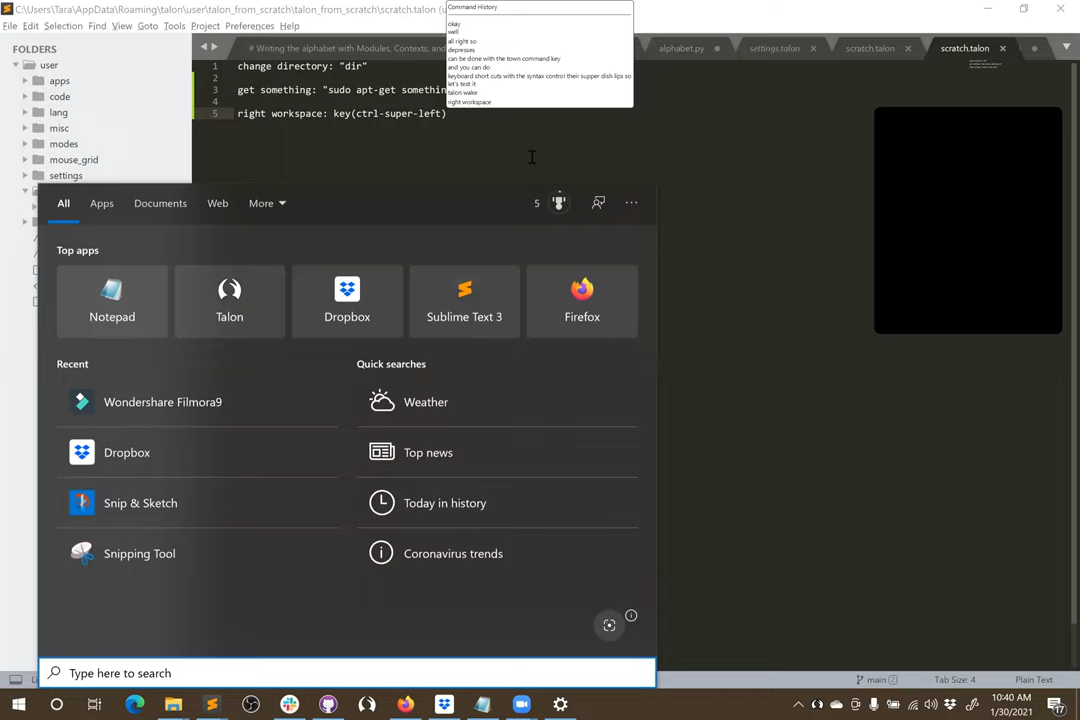 C:\Users\Tara\AppData\Roaming\talon\user\talon_from_scratch\talon_from_scratch\scratch.talon (u
File Edit Selection Find View Goto Tools Project Preferences Help
Command History
okay
well
all right so
depresses
can be done with the town command key
and you can do
keyboard short cuts with the syntax control their supper dish lips so
let's test it
talon wake
right workspace
FOLDERS
user
apps
code
lang
misc
modes
mouse_grid
settings
# Writing the alphabet with Modules, Contexts, and
alphabet.py
settings.talon
scratch.talon
scratch.talon
1 change directory: "dir"
2
3 get something: "sudo apt-get somethin
4
5 right workspace: key(ctrl-super-left)
All Apps Documents Web More
5
Top apps
Notepad Talon Dropbox Sublime Text 3 Firefox
Recent
Wondershare Filmora9
Dropbox
Snip & Sketch
Snipping Tool
Quick searches
Weather
Top news
Today in history
Coronavirus trends
Type here to search
main 2
Tab Size: 4
Plain Text
10:40 AM
1/30/2021
17